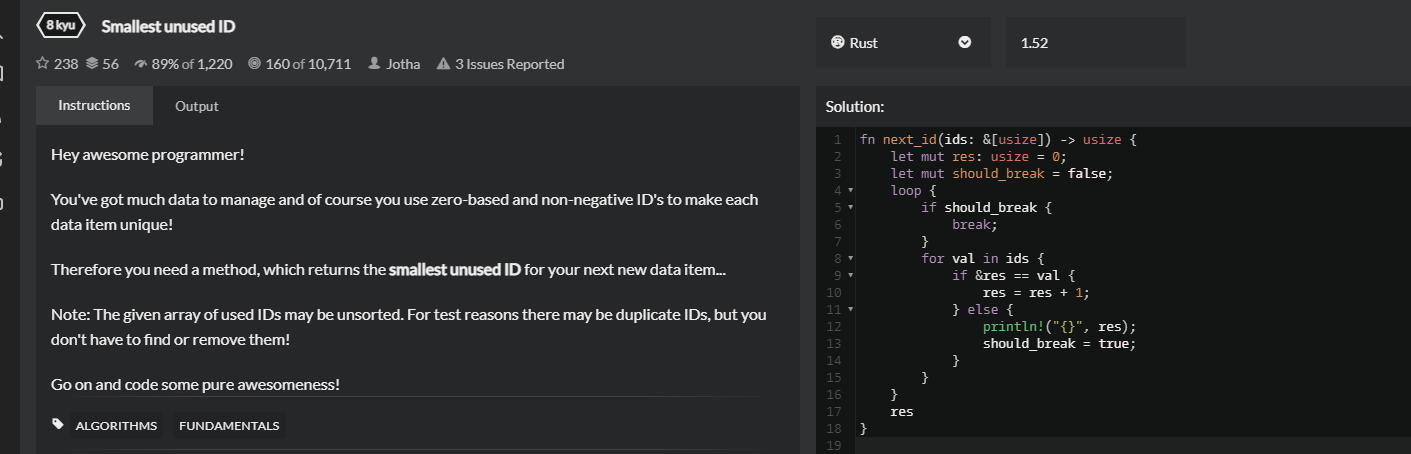 8 kyu Smallest unused ID
238 56 89% of 1,220 160 of 10,711 Jotha 3 Issues Reported
Instructions Output
Hey awesome programmer!
You've got much data to manage and of course you use zero-based and non-negative ID's to make each
data item unique!
Therefore you need a method, which returns the smallest unused ID for your next new data item...
Note: The given array of used IDs may be unsorted. For test reasons there may be duplicate IDs, but you
don't have to find or remove them!
Go on and code some pure awesomeness!
ALGORITHMS FUNDAMENTALS
Rust 1.52
Solution:
1 fn next_id(ids: &[usize]) -> usize {
2     let mut res: usize = 0;
3     let mut should_break = false;
4     loop {
5         if should_break {
6             break;
7         }
8         for val in ids {
9             if &res == val {
10                 res = res + 1;
11             } else {
12                 println!("{}", res);
13                 should_break = true;
14             }
15         }
16     }
17     res
18 }
19